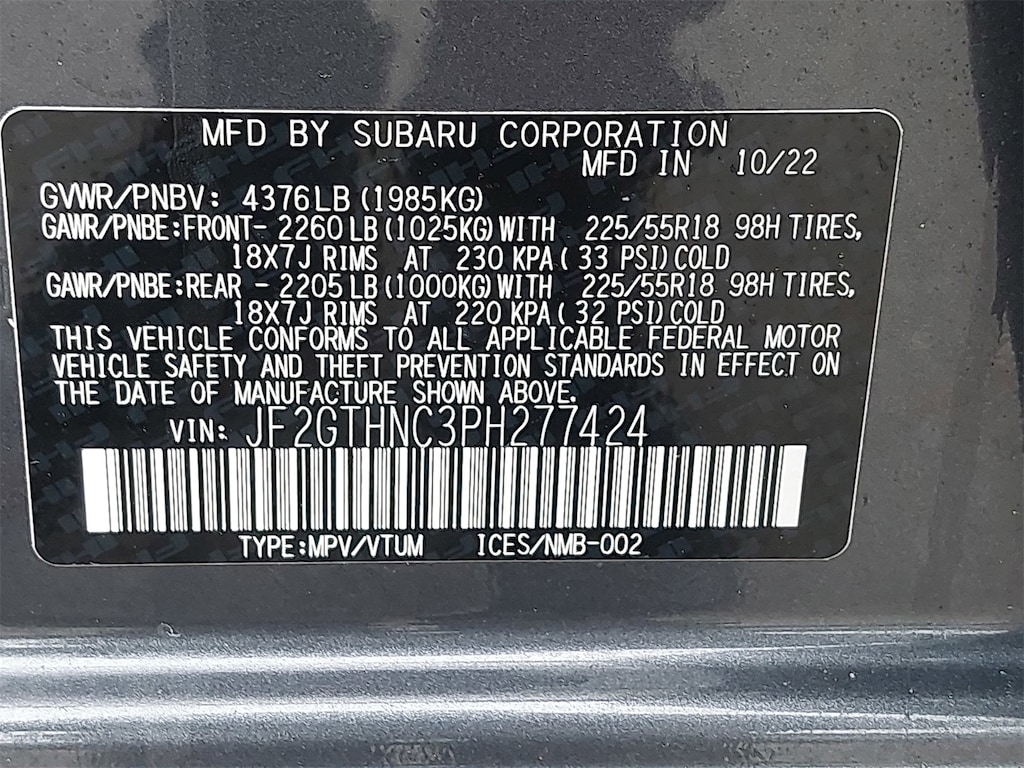 MFD BY SUBARU CORPORATION
MFD IN 10/22
GVWR/PNBV: 4376LB (1985KG)
GAWR/PNBE:FRONT- 2260 LB (1025KG) WITH 225/55R18 98H TIRES,
18X7J RIMS AT 230 KPA ( 33 PSI) COLD
GAWR/PNBE:REAR - 2205 LB (1000KG) WITH 225/55R18 98H TIRES,
18X7J RIMS AT 220 KPA ( 32 PSI) COLD
THIS VEHICLE CONFORMS TO ALL APPLICABLE FEDERAL MOTOR
VEHICLE SAFETY AND THEFT PREVENTION STANDARDS IN EFFECT ON
THE DATE OF MANUFACTURE SHOWN ABOVE.
VIN: JF2GTHNC3PH277424
TYPE:MPV/VTUM ICES/NMB-002